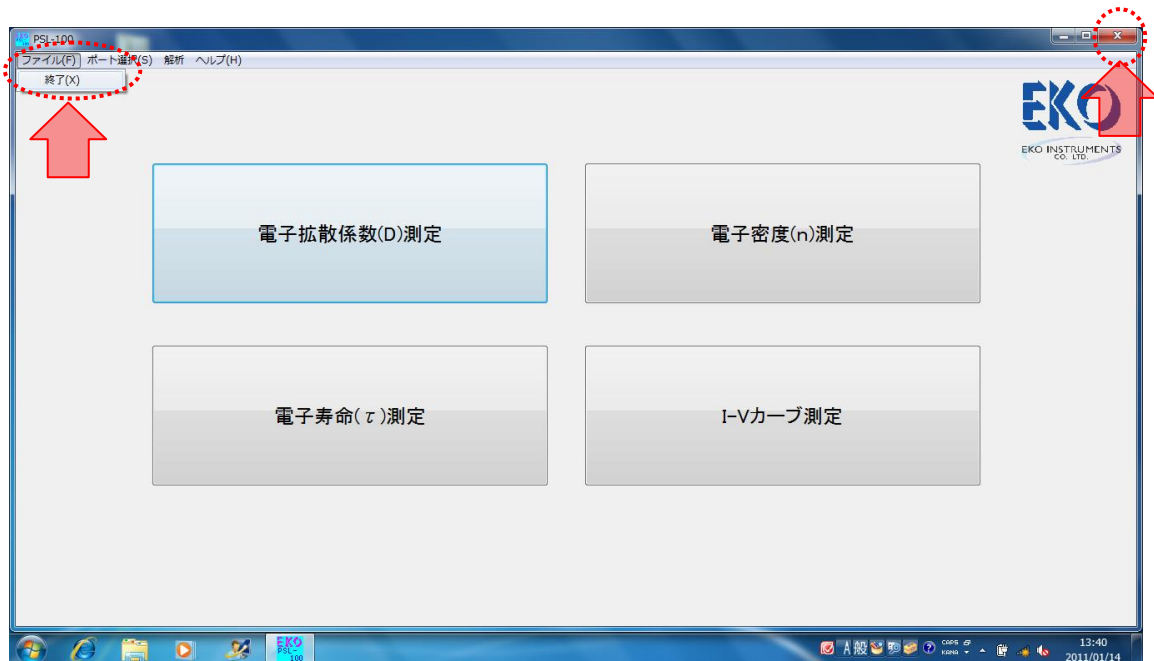 PSL-100
ファイル(F) ポート選択(S) 解析 ヘルプ(H)
終了(X)
EKO
EKO INSTRUMENTS
CO. LTD.
電子拡散係数(D)測定
電子密度(n)測定
電子寿命(τ)測定
I-Vカーブ測定
EKO
PSL-
100
A 般
CAPS
KANA
13:40
2011/01/14